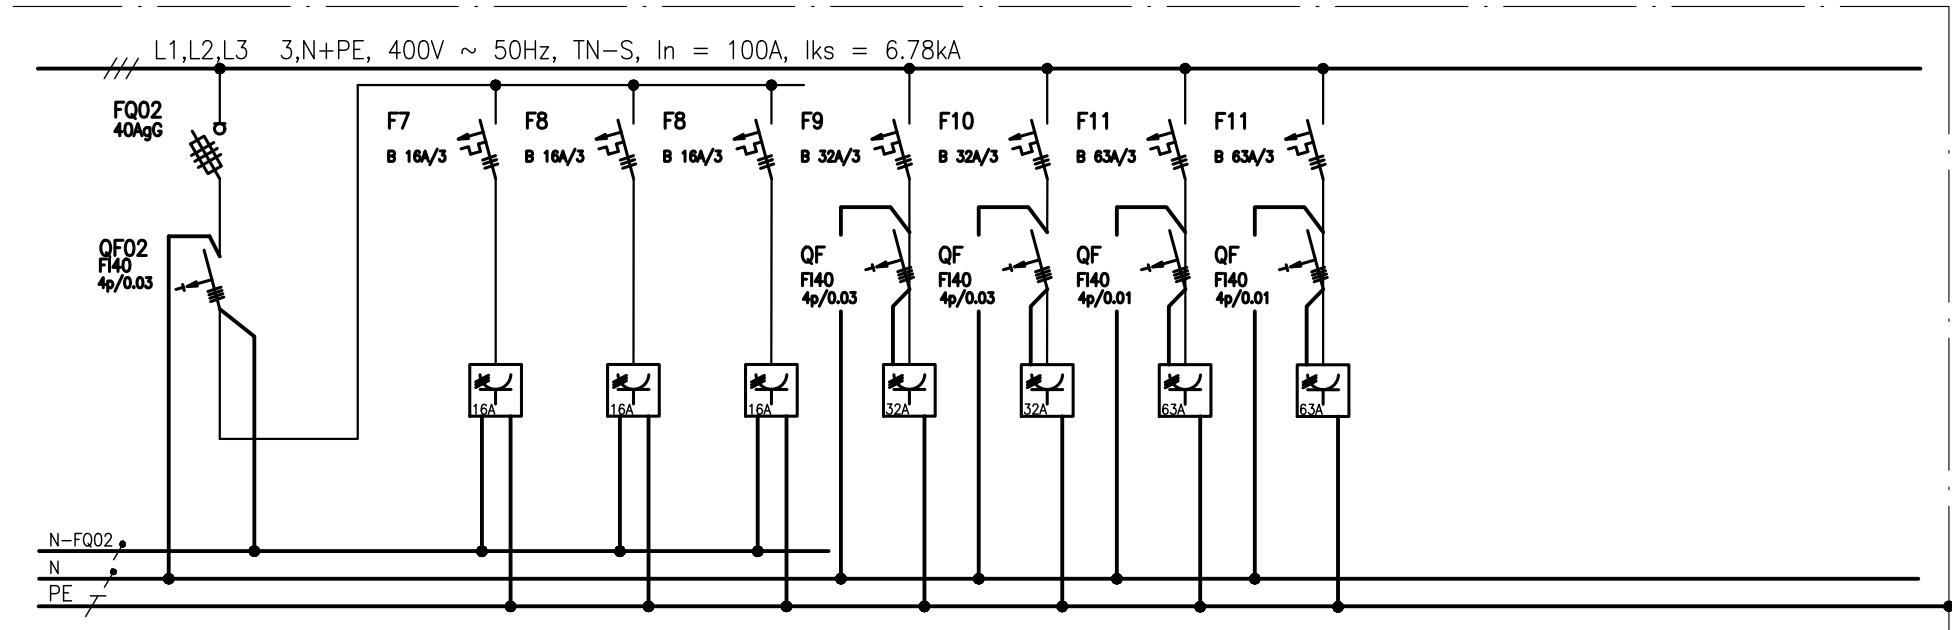 L1,L2,L3 3,N+PE, 400V ~ 50Hz, TN-S, In = 100A, Iks = 6.78kA
FQ02
40AgG
F7
B 16A/3
F8
B 16A/3
F8
B 16A/3
F9
B 32A/3
F10
B 32A/3
F11
B 63A/3
F11
B 63A/3
QF02
FI40
4p/0.03
QF
FI40
4p/0.03
QF
FI40
4p/0.03
QF
FI40
4p/0.01
QF
FI40
4p/0.01
16A
16A
16A
32A
32A
63A
63A
N-FQ02
N
PE